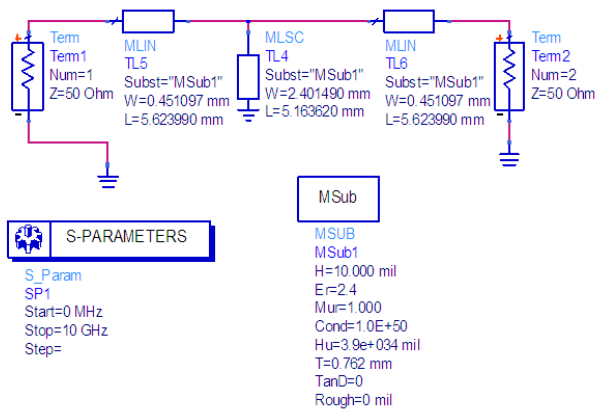 Term
Term1
Num=1
Z=50 Ohm
MLIN
TL5
Subst="MSub1"
W=0.451097 mm
L=5.623990 mm
MLSC
TL4
Subst="MSub1"
W=2.401490 mm
L=5.163620 mm
MLIN
TL6
Subst="MSub1"
W=0.451097 mm
L=5.623990 mm
Term
Term2
Num=2
Z=50 Ohm
S-PARAMETERS
S_Param
SP1
Start=0 MHz
Stop=10 GHz
Step=
MSub
MSUB
MSub1
H=10.000 mil
Er=2.4
Mur=1.000
Cond=1.0E+50
Hu=3.9e+034 mil
T=0.762 mm
TanD=0
Rough=0 mil